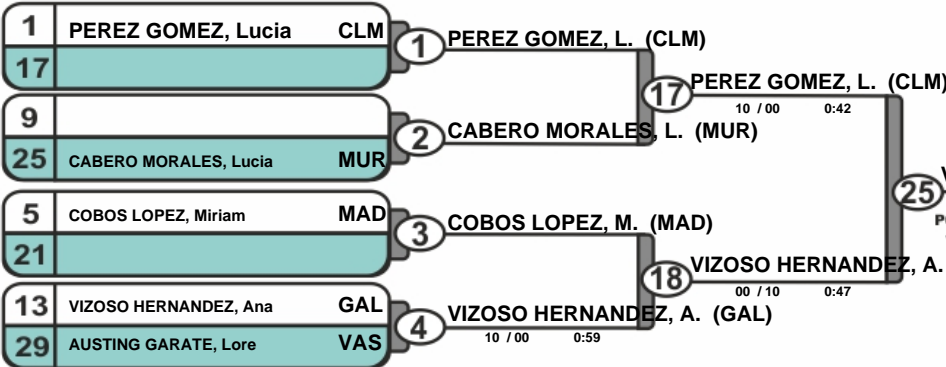 1 PEREZ GOMEZ, Lucia CLM
17
1 PEREZ GOMEZ, L. (CLM)
9
25 CABERO MORALES, Lucia MUR
2 CABERO MORALES, L. (MUR)
17 PEREZ GOMEZ, L. (CLM)
10 / 00 0:42
5 COBOS LOPEZ, Miriam MAD
21
3 COBOS LOPEZ, M. (MAD)
13 VIZOSO HERNANDEZ, Ana GAL
29 AUSTING GARATE, Lore VAS
4 VIZOSO HERNANDEZ, A. (GAL)
10 / 00 0:59
18 VIZOSO HERNANDEZ, A.
00 / 10 0:47
25